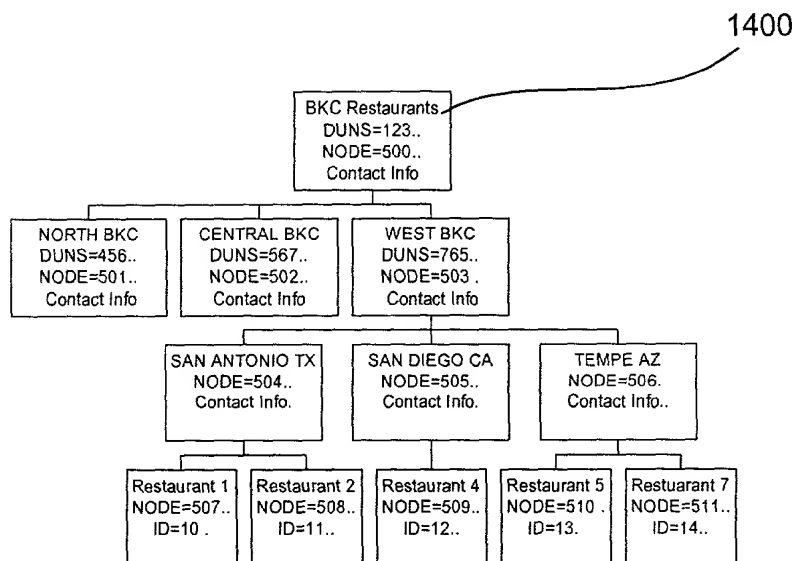 1400
BKC Restaurants
DUNS=123..
NODE=500..
Contact Info
NORTH BKC
DUNS=456..
NODE=501..
Contact Info
CENTRAL BKC
DUNS=567..
NODE=502..
Contact Info
WEST BKC
DUNS=765..
NODE=503 .
Contact Info
SAN ANTONIO TX
NODE=504..
Contact Info.
SAN DIEGO CA
NODE=505..
Contact Info.
TEMPE AZ
NODE=506.
Contact Info..
Restaurant 1
NODE=507..
ID=10 .
Restaurant 2
NODE=508..
ID=11..
Restaurant 4
NODE=509..
ID=12..
Restaurant 5
NODE=510 .
ID=13.
Restuarant 7
NODE=511..
ID=14..